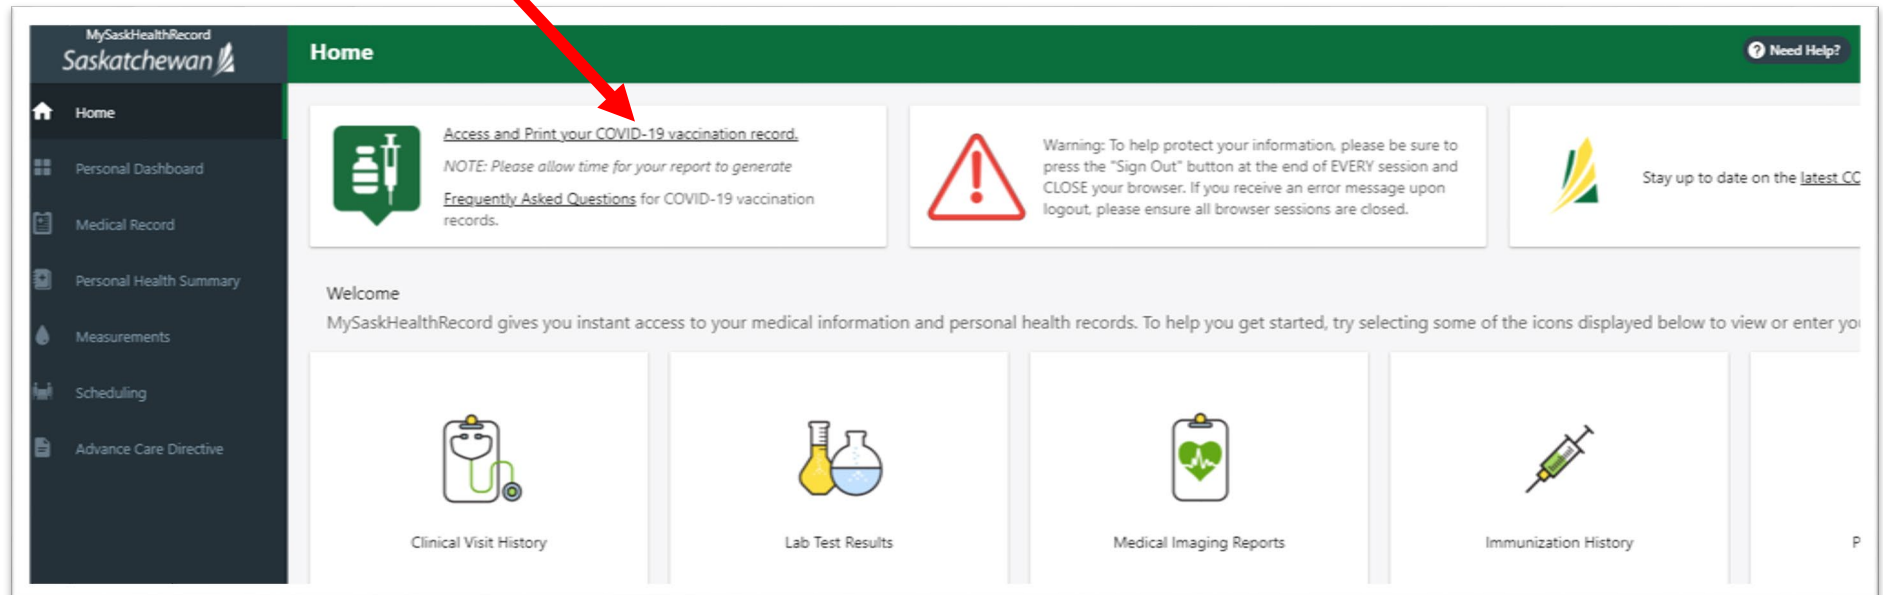 MySaskHealthRecord
Saskatchewan
Home
Need Help?
Home
Personal Dashboard
Medical Record
Personal Health Summary
Measurements
Scheduling
Advance Care Directive
Access and Print your COVID-19 vaccination record.
NOTE: Please allow time for your report to generate
Frequently Asked Questions for COVID-19 vaccination
records.
Warning: To help protect your information, please be sure to
press the "Sign Out" button at the end of EVERY session and
CLOSE your browser. If you receive an error message upon
logout, please ensure all browser sessions are closed.
Stay up to date on the latest CC
Welcome
MySaskHealthRecord gives you instant access to your medical information and personal health records. To help you get started, try selecting some of the icons displayed below to view or enter yo
Clinical Visit History
Lab Test Results
Medical Imaging Reports
Immunization History
P